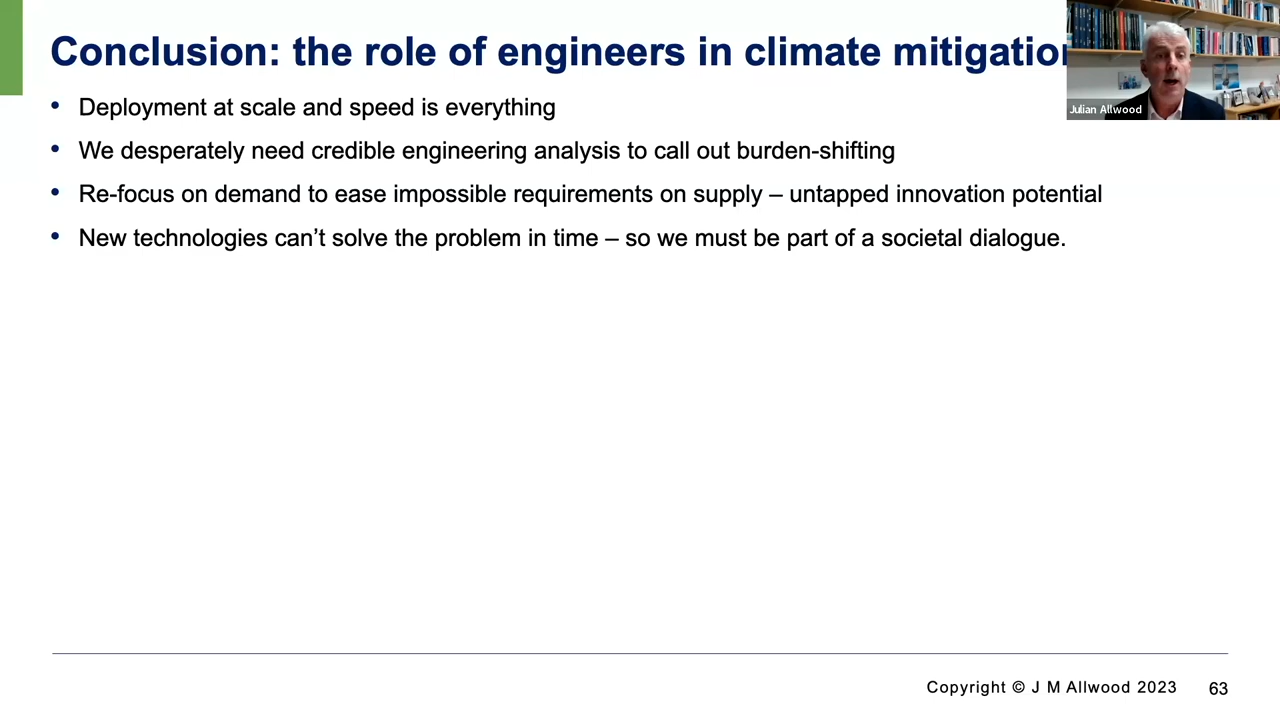 Conclusion: the role of engineers in climate mitigation
Julian Allwood
• Deployment at scale and speed is everything
• We desperately need credible engineering analysis to call out burden-shifting
• Re-focus on demand to ease impossible requirements on supply – untapped innovation potential
• New technologies can’t solve the problem in time – so we must be part of a societal dialogue.
Copyright © J M Allwood 2023
63